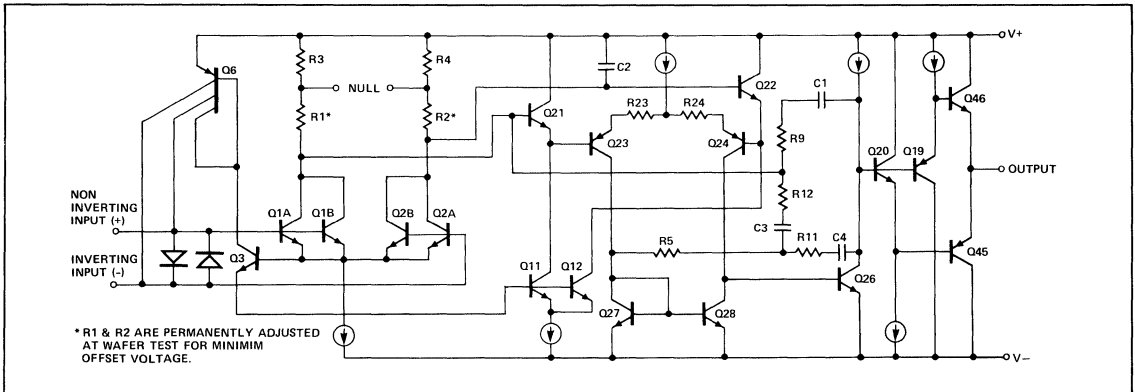 V+
Q6
R3
R4
C2
Q22
NULL
C1
Q46
R1*
R2*
Q21
R23
R24
R9
Q23
Q24
Q20
Q19
OUTPUT
NON
INVERTING
INPUT (+)
Q1A
Q1B
Q2B
Q2A
R12
C3
R5
R11
C4
Q3
INVERTING
INPUT (-)
Q11
Q12
Q26
Q45
Q27
Q28
* R1 & R2 ARE PERMANENTLY ADJUSTED
AT WAFER TEST FOR MINIMIM
OFFSET VOLTAGE.
V-